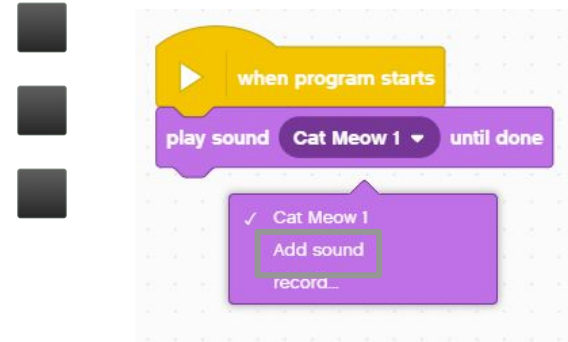 when program starts
play sound Cat Meow 1 until done
✓ Cat Meow 1
Add sound
record...